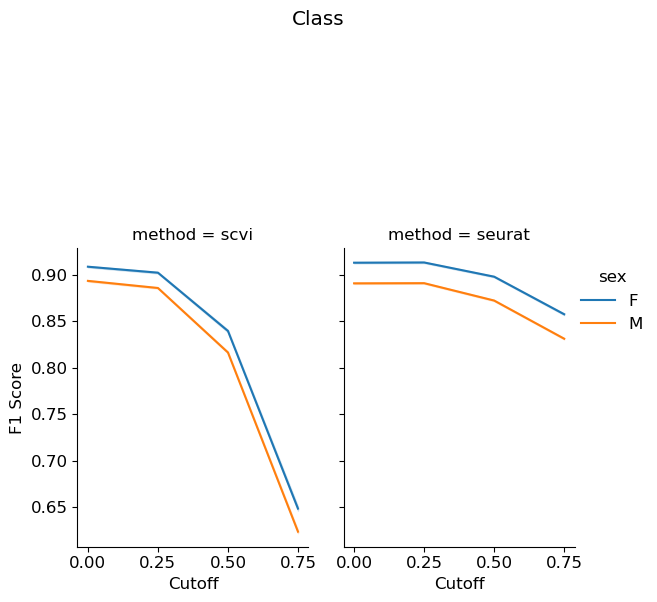 Class
method = scvi
method = seurat
F1 Score
0.90
0.85
0.80
0.75
0.70
0.65
0.00 0.25 0.50 0.75
Cutoff
0.00 0.25 0.50 0.75
Cutoff
sex
F
M